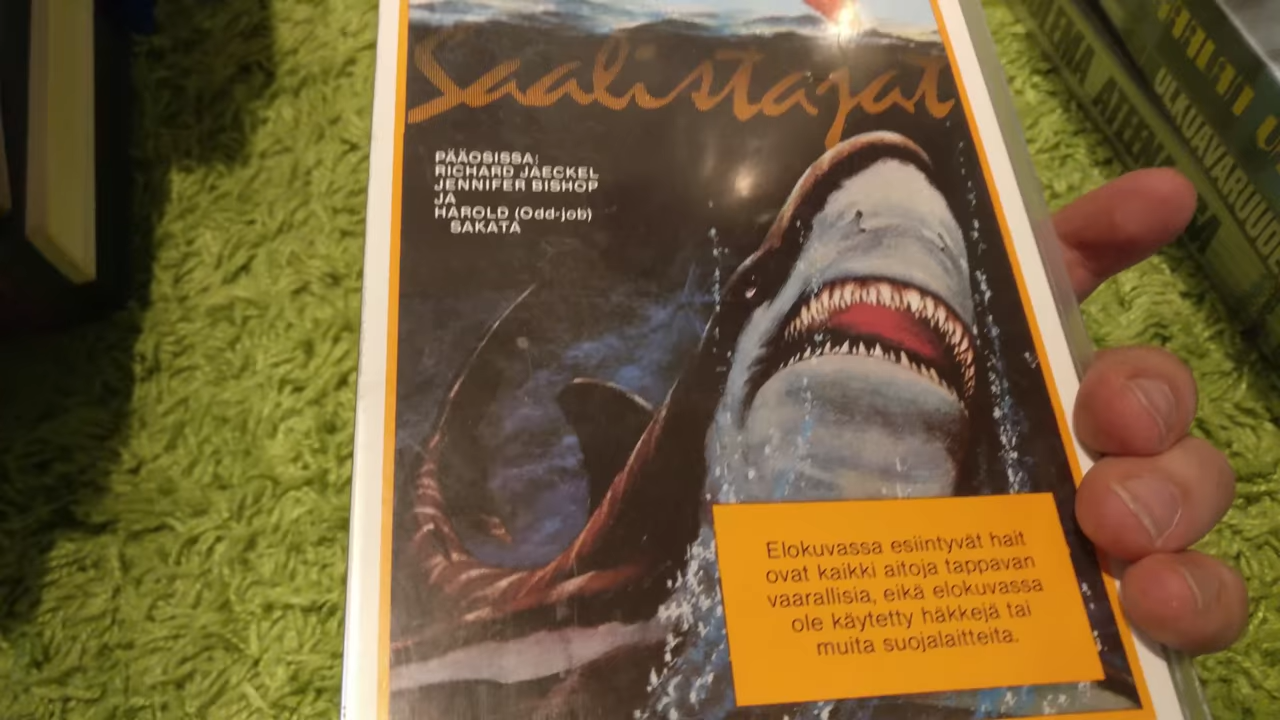 Saalistajat
PÄÄOSISSA:
RICHARD JAECKEL
JENNIFER BISHOP
JA
HAROLD (Odd-job)
SAKATA
Elokuvassa esiintyvät hait
ovat kaikki aitoja tappavan
vaarallisia, eikä elokuvassa
ole käytetty häkkejä tai
muita suojalaitteita.